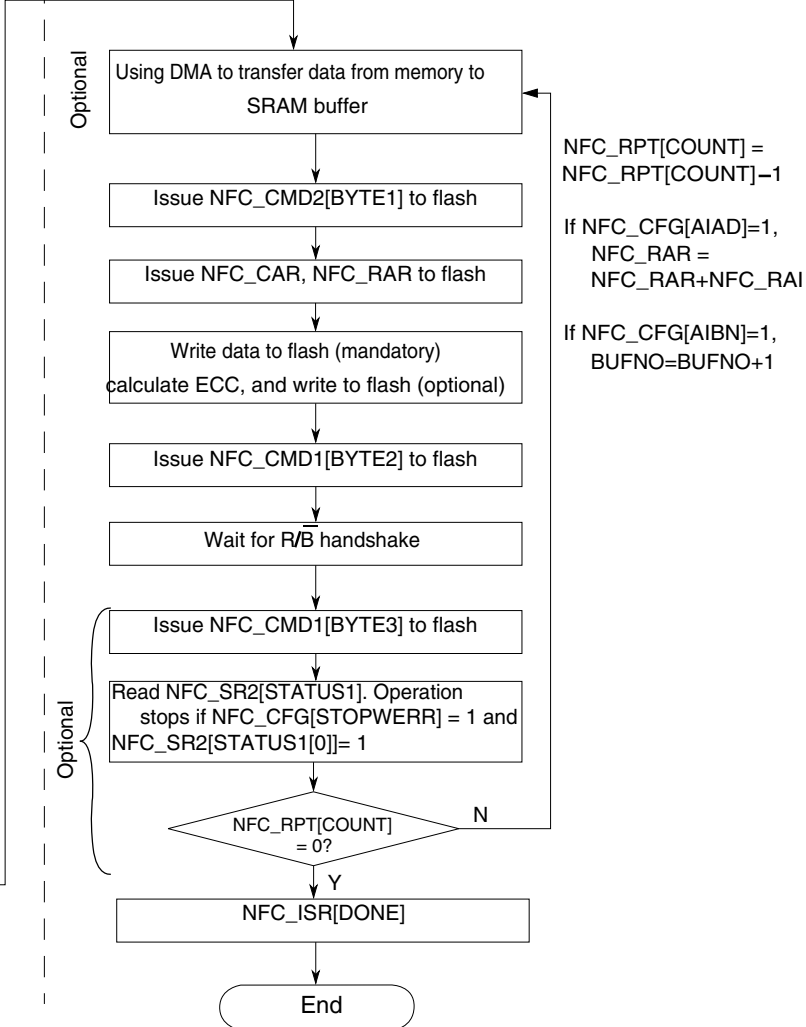 Optional
Using DMA to transfer data from memory to
SRAM buffer
Issue NFC_CMD2[BYTE1] to flash
Issue NFC_CAR, NFC_RAR to flash
Write data to flash (mandatory)
calculate ECC, and write to flash (optional)
Issue NFC_CMD1[BYTE2] to flash
Wait for R/B̅ handshake
Optional
Issue NFC_CMD1[BYTE3] to flash
Read NFC_SR2[STATUS1]. Operation
stops if NFC_CFG[STOPWERR] = 1 and
NFC_SR2[STATUS1[0]]= 1
NFC_RPT[COUNT]
= 0?
N
Y
NFC_ISR[DONE]
End
NFC_RPT[COUNT] =
NFC_RPT[COUNT]–1
If NFC_CFG[AIAD]=1,
NFC_RAR =
NFC_RAR+NFC_RAI
If NFC_CFG[AIBN]=1,
BUFNO=BUFNO+1